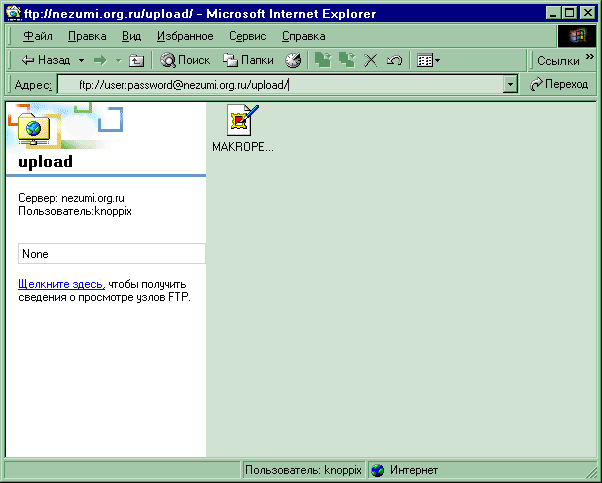 ftp://nezumi.org.ru/upload/ - Microsoft Internet Explorer
Файл Правка Вид Избранное Сервис Справка
Назад Поиск Папки Ссылки »
Адрес: ftp://user:password@nezumi.org.ru/upload/ Переход
MAKROPE...
upload
Сервер: nezumi.org.ru
Пользователь:knoppix
None
Щелкните здесь, чтобы получить
сведения о просмотре узлов FTP.
Пользователь: knoppix Интернет